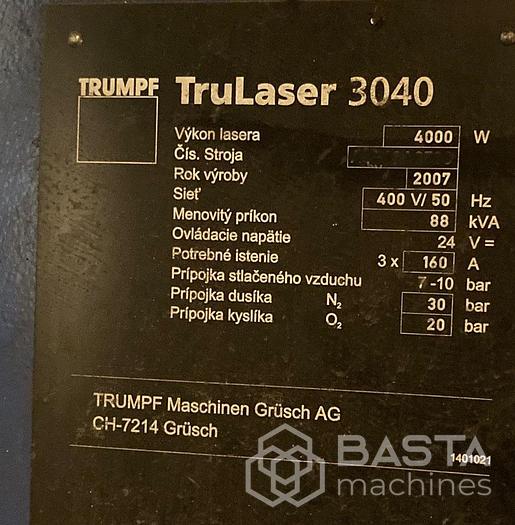 TRUMPF TruLaser 3040
Výkon lasera 4000 W
Čís. Stroja
Rok výroby 2007
Sieť 400 V/ 50 Hz
Menovitý príkon 88 kVA
Ovládacie napätie 24 V =
Potrebné istenie 3 x 160 A
Prípojka stlačeného vzduchu 7 -10 bar
Prípojka dusíka N₂ 30 bar
Prípojka kyslíka O₂ 20 bar
TRUMPF Maschinen Grüsch AG
CH-7214 Grüsch
1401021
BASTA
machines